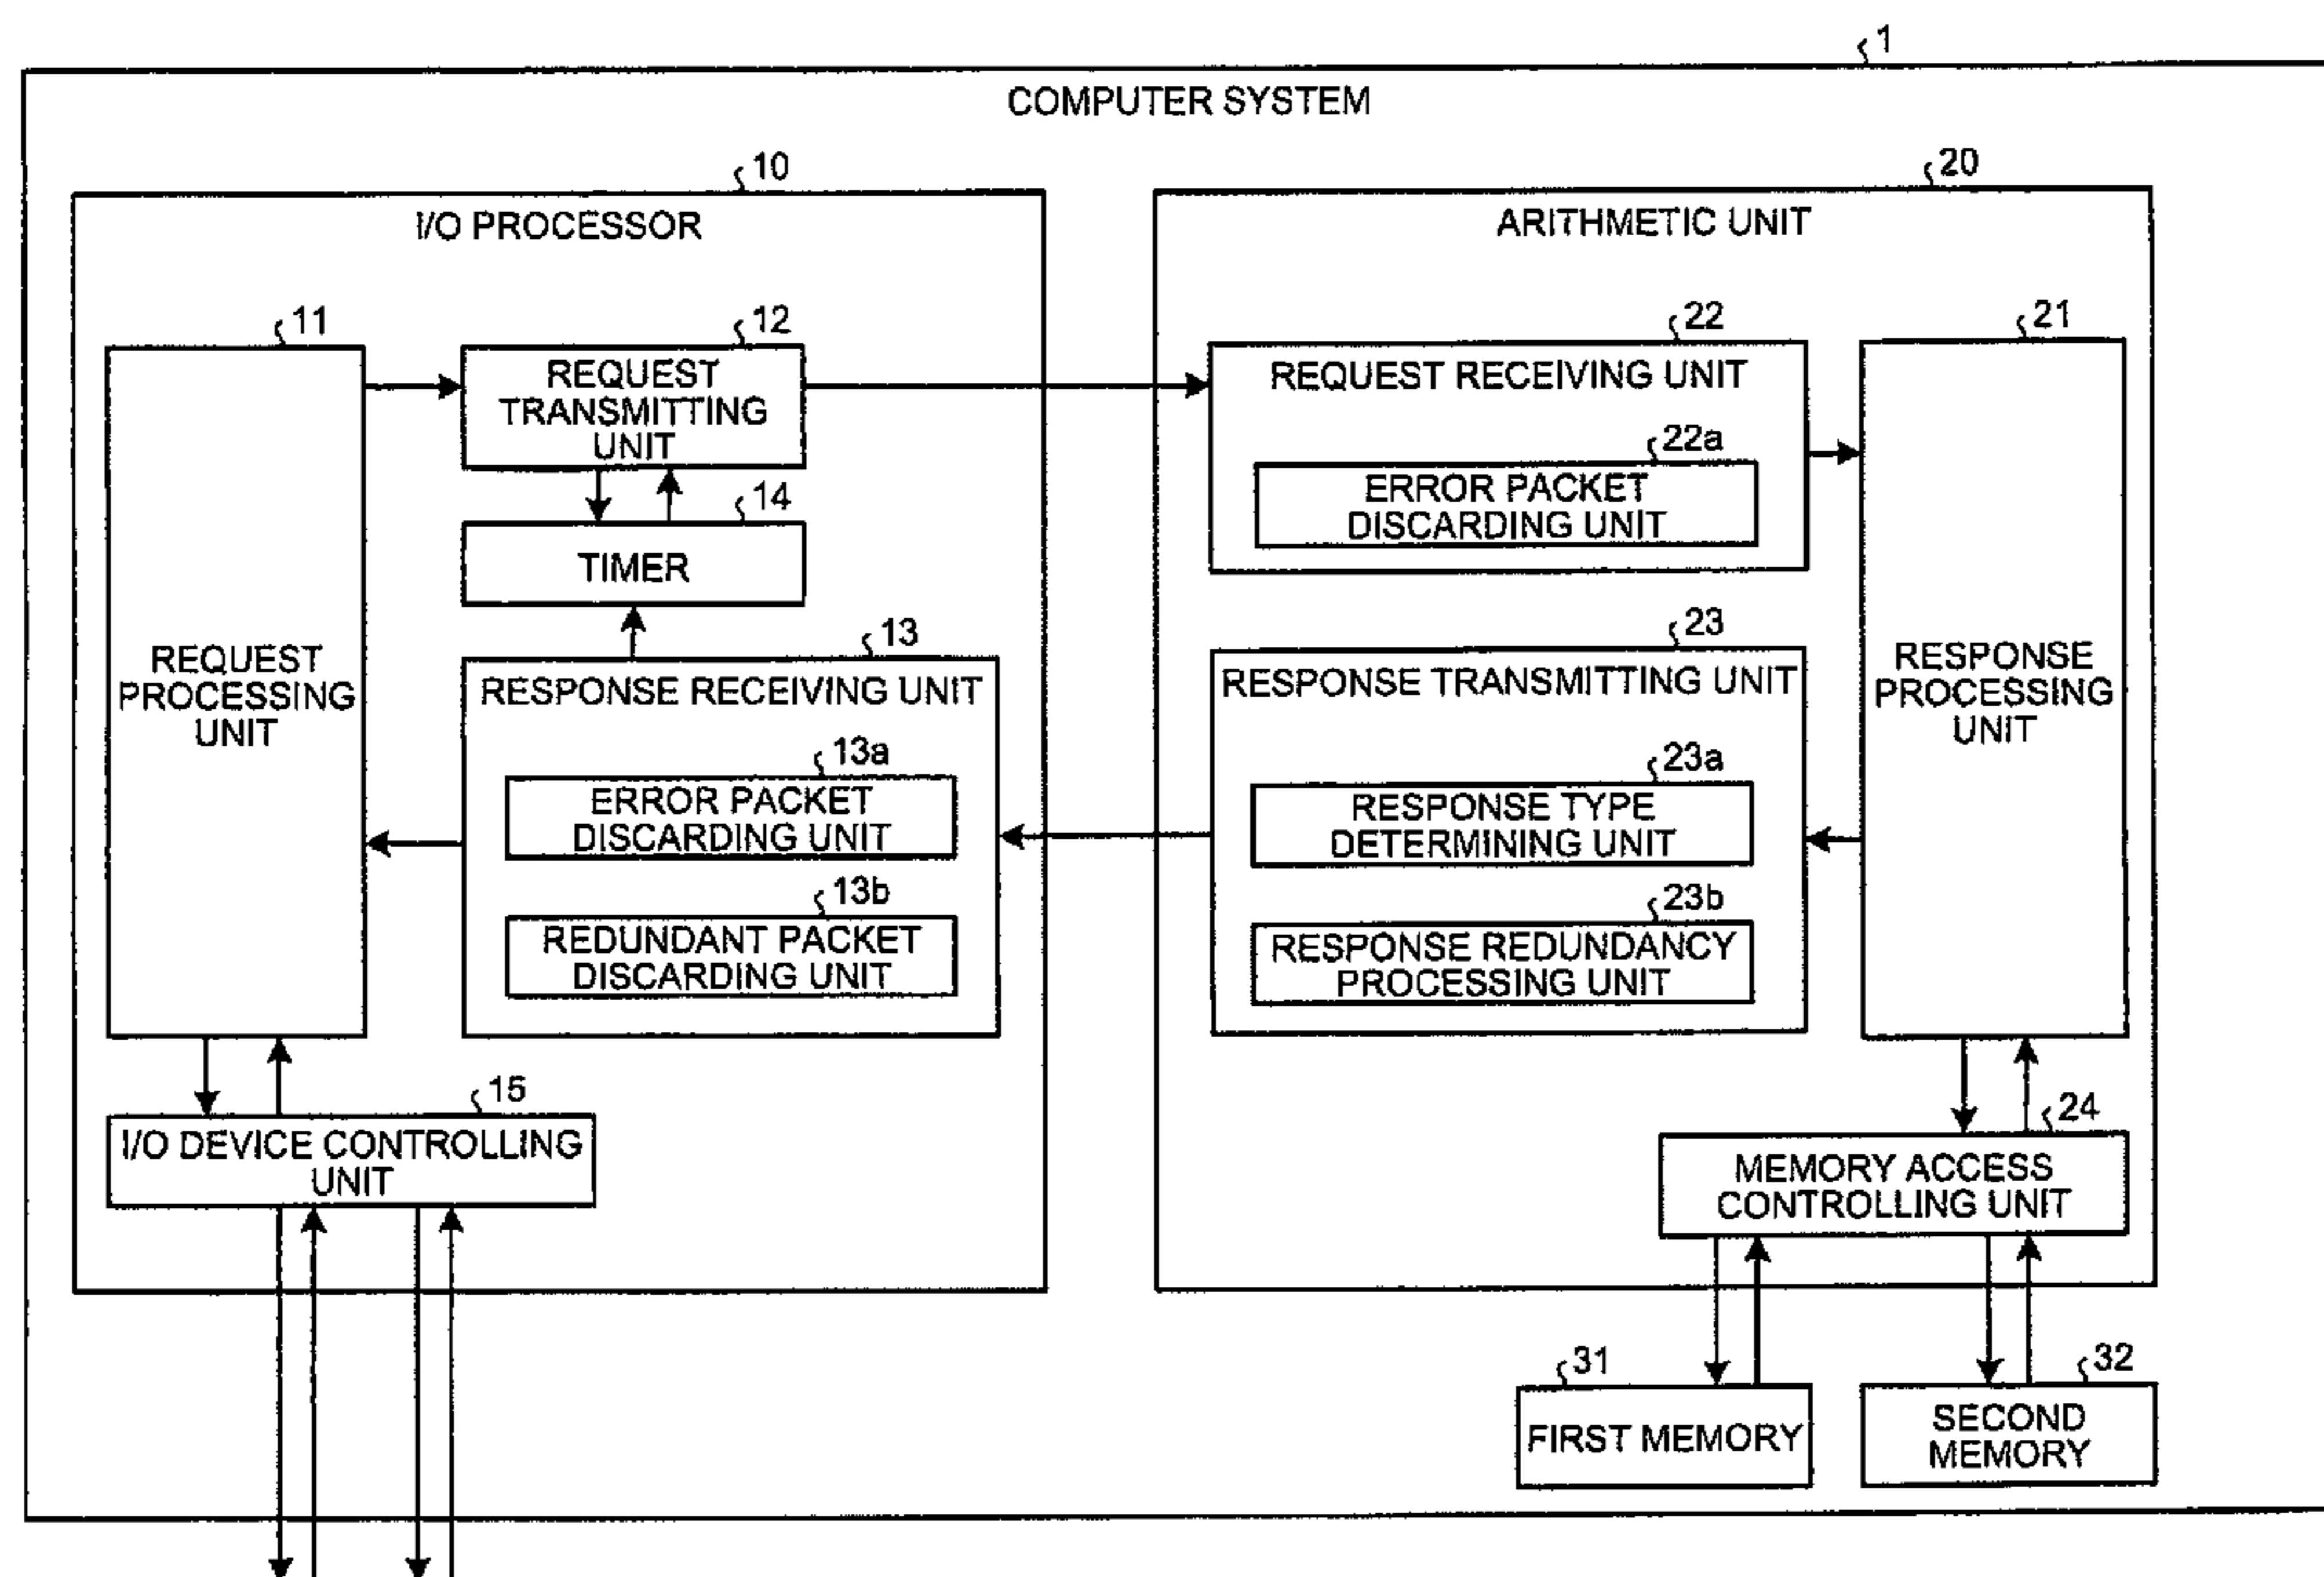 1
COMPUTER SYSTEM
10
I/O PROCESSOR
11
REQUEST
PROCESSING
UNIT
12
REQUEST
TRANSMITTING
UNIT
14
TIMER
13
RESPONSE RECEIVING UNIT
13a
ERROR PACKET
DISCARDING UNIT
13b
REDUNDANT PACKET
DISCARDING UNIT
15
I/O DEVICE CONTROLLING
UNIT
20
ARITHMETIC UNIT
22
REQUEST RECEIVING UNIT
22a
ERROR PACKET
DISCARDING UNIT
21
RESPONSE
PROCESSING
UNIT
23
RESPONSE TRANSMITTING UNIT
23a
RESPONSE TYPE
DETERMINING UNIT
23b
RESPONSE REDUNDANCY
PROCESSING UNIT
24
MEMORY ACCESS
CONTROLLING UNIT
31
FIRST MEMORY
32
SECOND
MEMORY